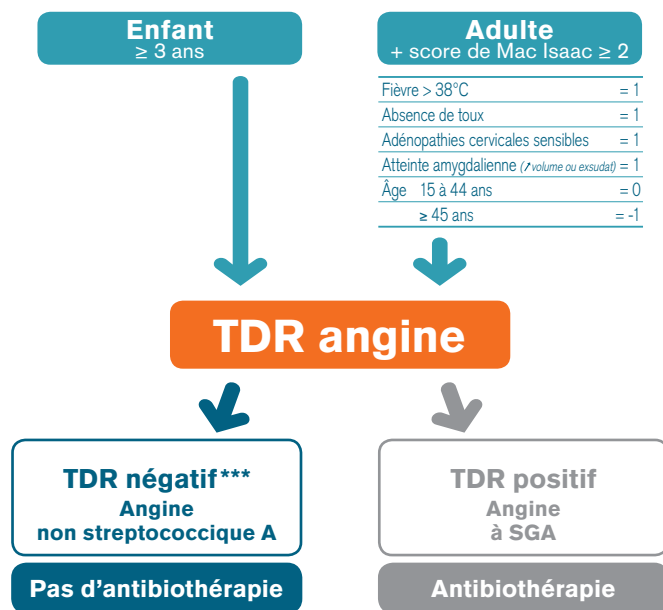 Enfant
≥ 3 ans
Adulte
+ score de Mac Isaac ≥ 2
Fièvre > 38°C = 1
Absence de toux = 1
Adénopathies cervicales sensibles = 1
Atteinte amygdalienne (↗volume ou exsudat) = 1
Âge 15 à 44 ans = 0
≥ 45 ans = -1
TDR angine
TDR négatif***
Angine
non streptococcique A
Pas d’antibiothérapie
TDR positif
Angine
à SGA
Antibiothérapie